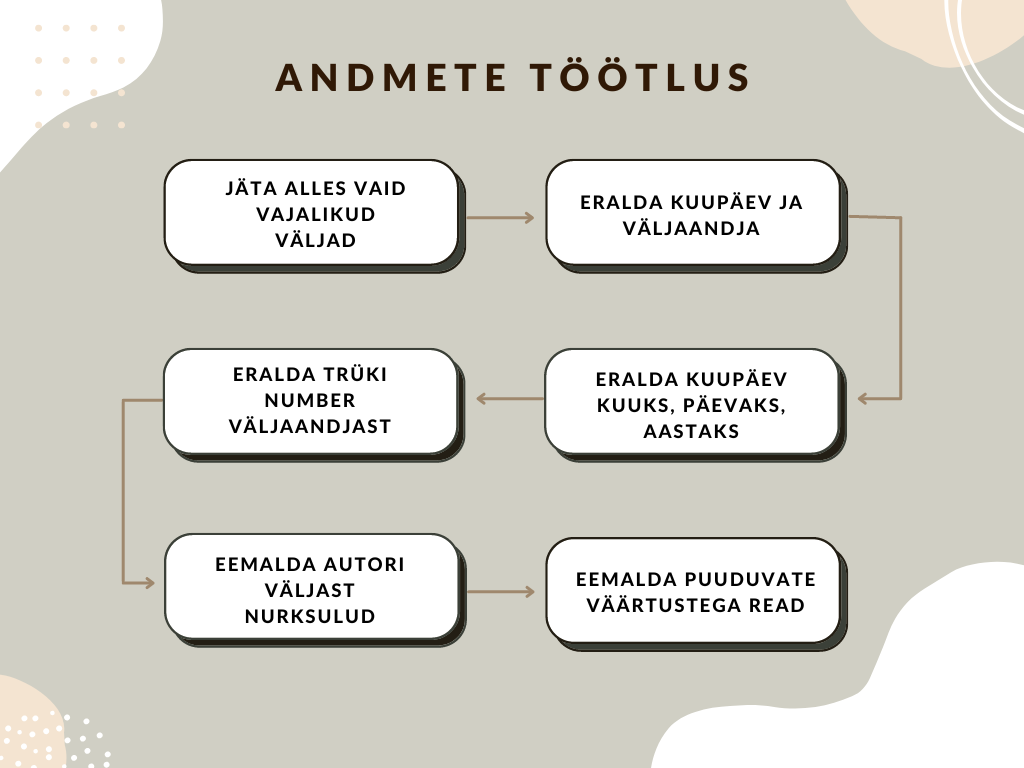 ANDMETE TÖÖTLUS
JÄTA ALLES VAID
VAJALIKUD
VÄLJAD
ERALDA KUUPÄEV JA
VÄLJAANDJA
ERALDA KUUPÄEV
KUUKS, PÄEVAKS,
AASTAKS
ERALDA TRÜKI
NUMBER
VÄLJAANDJAST
EEMALDA AUTORI
VÄLJAST
NURKSULUD
EEMALDA PUUDUVATE
VÄÄRTUSTEGA READ